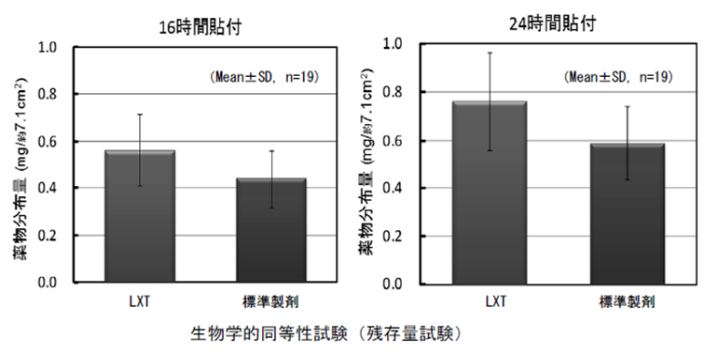 16時間貼付
薬物分布量 (mg/約7.1cm²)
1.0
0.8
0.6
0.4
0.2
0.0
(Mean±SD, n=19)
LXT
標準製剤
24時間貼付
薬物分布量 (mg/約7.1cm²)
1.0
0.8
0.6
0.4
0.2
0.0
(Mean±SD, n=19)
LXT
標準製剤
生物学的同等性試験（残存量試験）